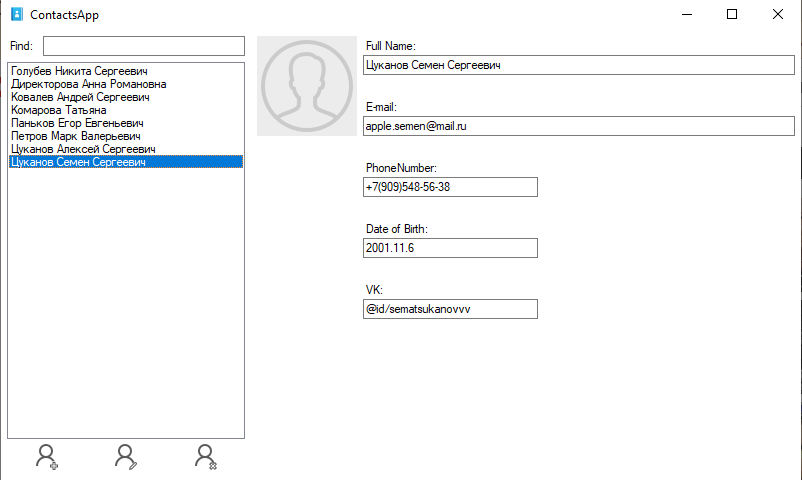 ContactsApp
Find:
Голубев Никита Сергеевич
Директорова Анна Романовна
Ковалев Андрей Сергеевич
Комарова Татьяна
Паньков Егор Евгеньевич
Петров Марк Валерьевич
Цуканов Алексей Сергеевич
Цуканов Семен Сергеевич
Full Name:
Цуканов Семен Сергеевич
E-mail:
apple.semen@mail.ru
PhoneNumber:
+7(909)548-56-38
Date of Birth:
2001.11.6
VK:
@id/sematsukanovvv